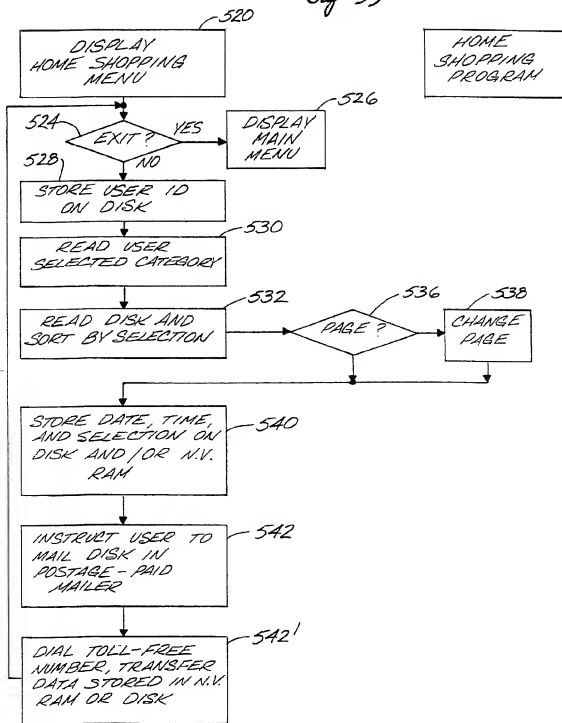 520
DISPLAY
HOME SHOPPING
MENU
HOME
SHOPPING
PROGRAM
524
EXIT ?
YES
NO
526
DISPLAY
MAIN
MENU
528
STORE USER ID
ON DISK
530
READ USER
SELECTED CATEGORY
532
READ DISK AND
SORT BY SELECTION
536
PAGE ?
538
CHANGE
PAGE
STORE DATE, TIME,
AND SELECTION ON
DISK AND/OR N.V.
RAM
540
INSTRUCT USER TO
MAIL DISK IN
POSTAGE-PAID
MAILER
542
DIAL TOLL-FREE
NUMBER, TRANSFER
DATA STORED IN N.V.
RAM OR DISK
542'